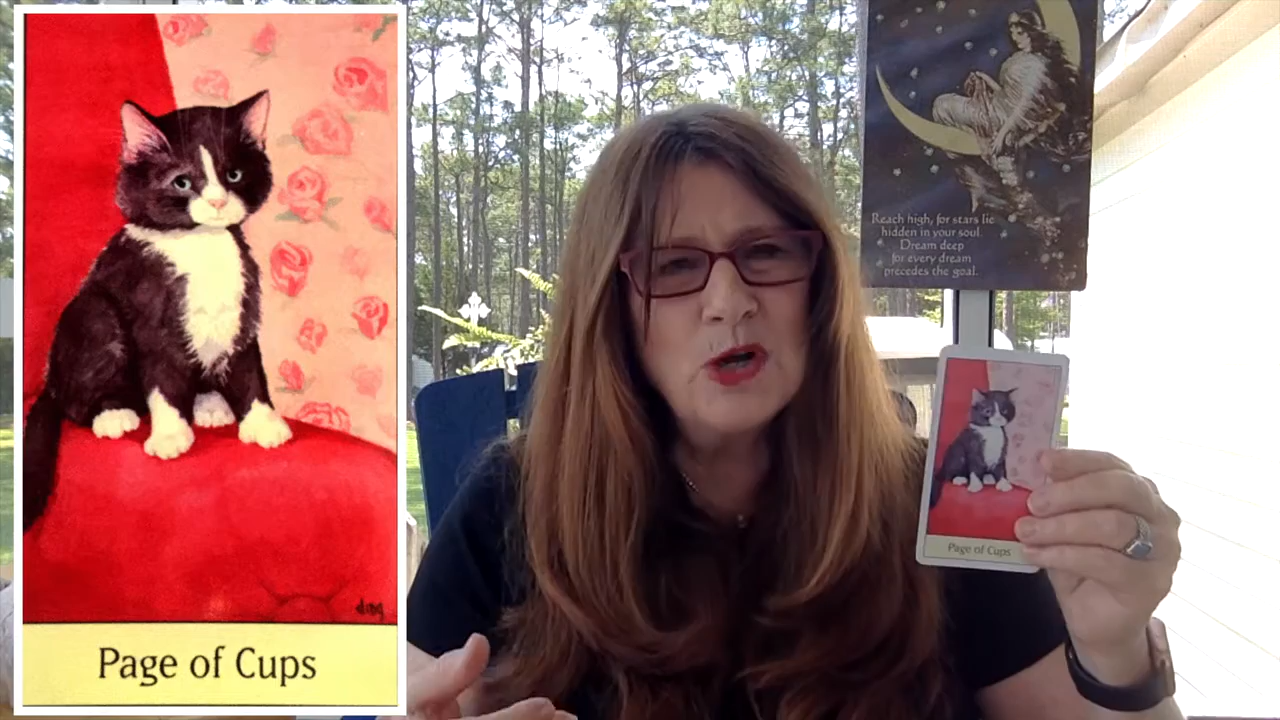 Page of Cups
Reach high, for stars lie
hidden in your soul.
Dream deep
for every dream
precedes the goal.
Page of Cups